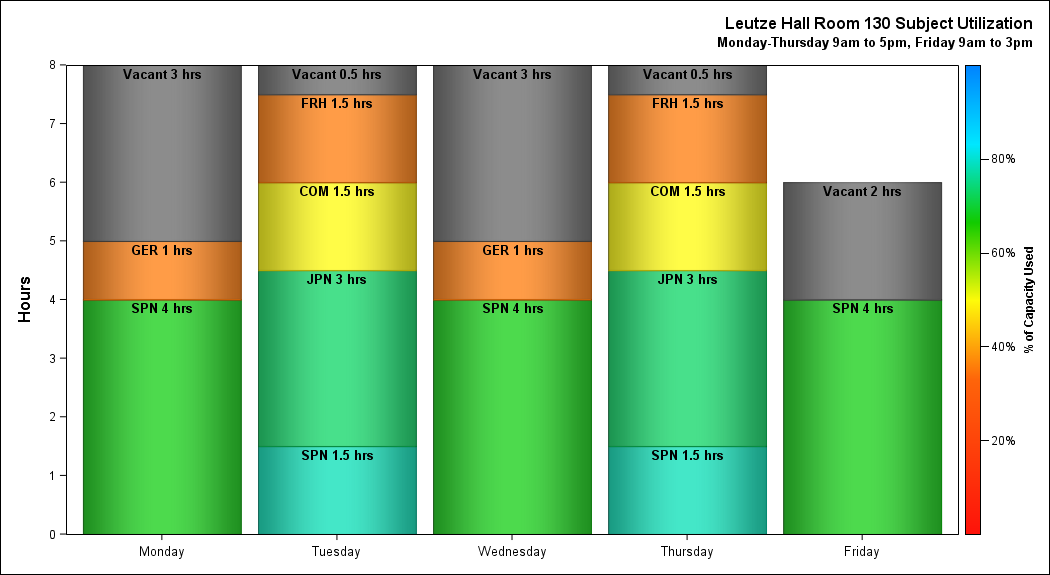 Leutze Hall Room 130 Subject Utilization
Monday-Thursday 9am to 5pm, Friday 9am to 3pm
Hours
8
7
6
5
4
3
2
1
0
Vacant 3 hrs
GER 1 hrs
SPN 4 hrs
Vacant 0.5 hrs
FRH 1.5 hrs
COM 1.5 hrs
JPN 3 hrs
SPN 1.5 hrs
Vacant 3 hrs
GER 1 hrs
SPN 4 hrs
Vacant 0.5 hrs
FRH 1.5 hrs
COM 1.5 hrs
JPN 3 hrs
SPN 1.5 hrs
Vacant 2 hrs
SPN 4 hrs
Monday Tuesday Wednesday Thursday Friday
80%
60%
40%
20%
% of Capacity Used